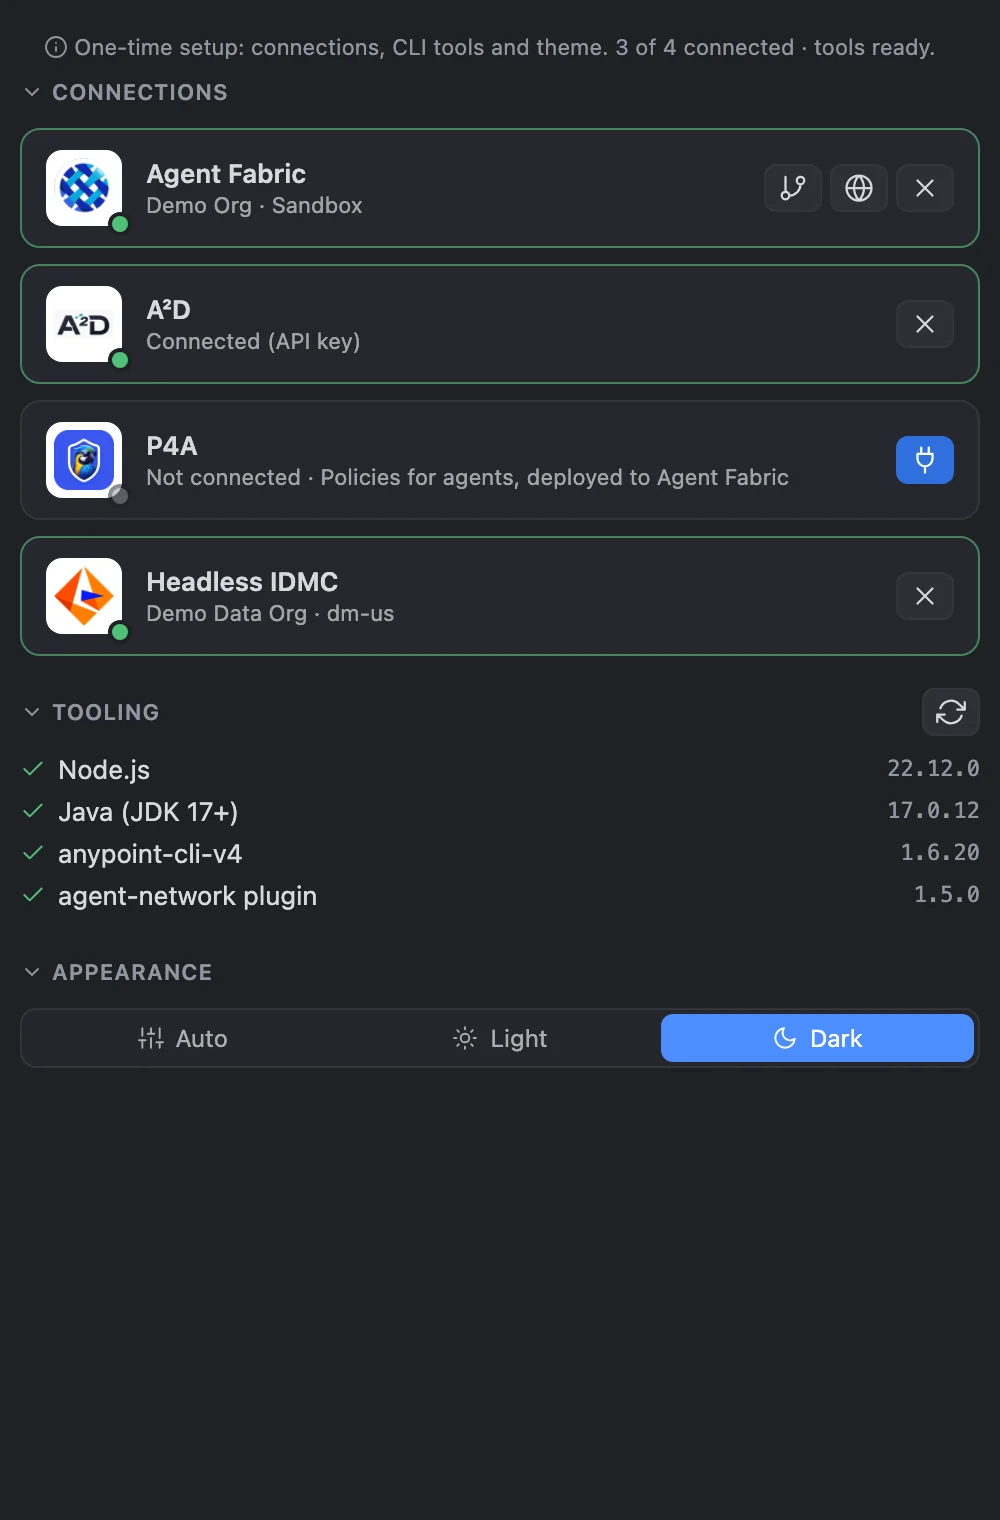 One-time setup: connections, CLI tools and theme. 3 of 4 connected · tools ready.
CONNECTIONS
Agent Fabric
Demo Org · Sandbox
A²D
A²D
Connected (API key)
P4A
Not connected · Policies for agents, deployed to Agent Fabric
Headless IDMC
Demo Data Org · dm-us
TOOLING
Node.js 22.12.0
Java (JDK 17+) 17.0.12
anypoint-cli-v4 1.6.20
agent-network plugin 1.5.0
APPEARANCE
Auto Light Dark